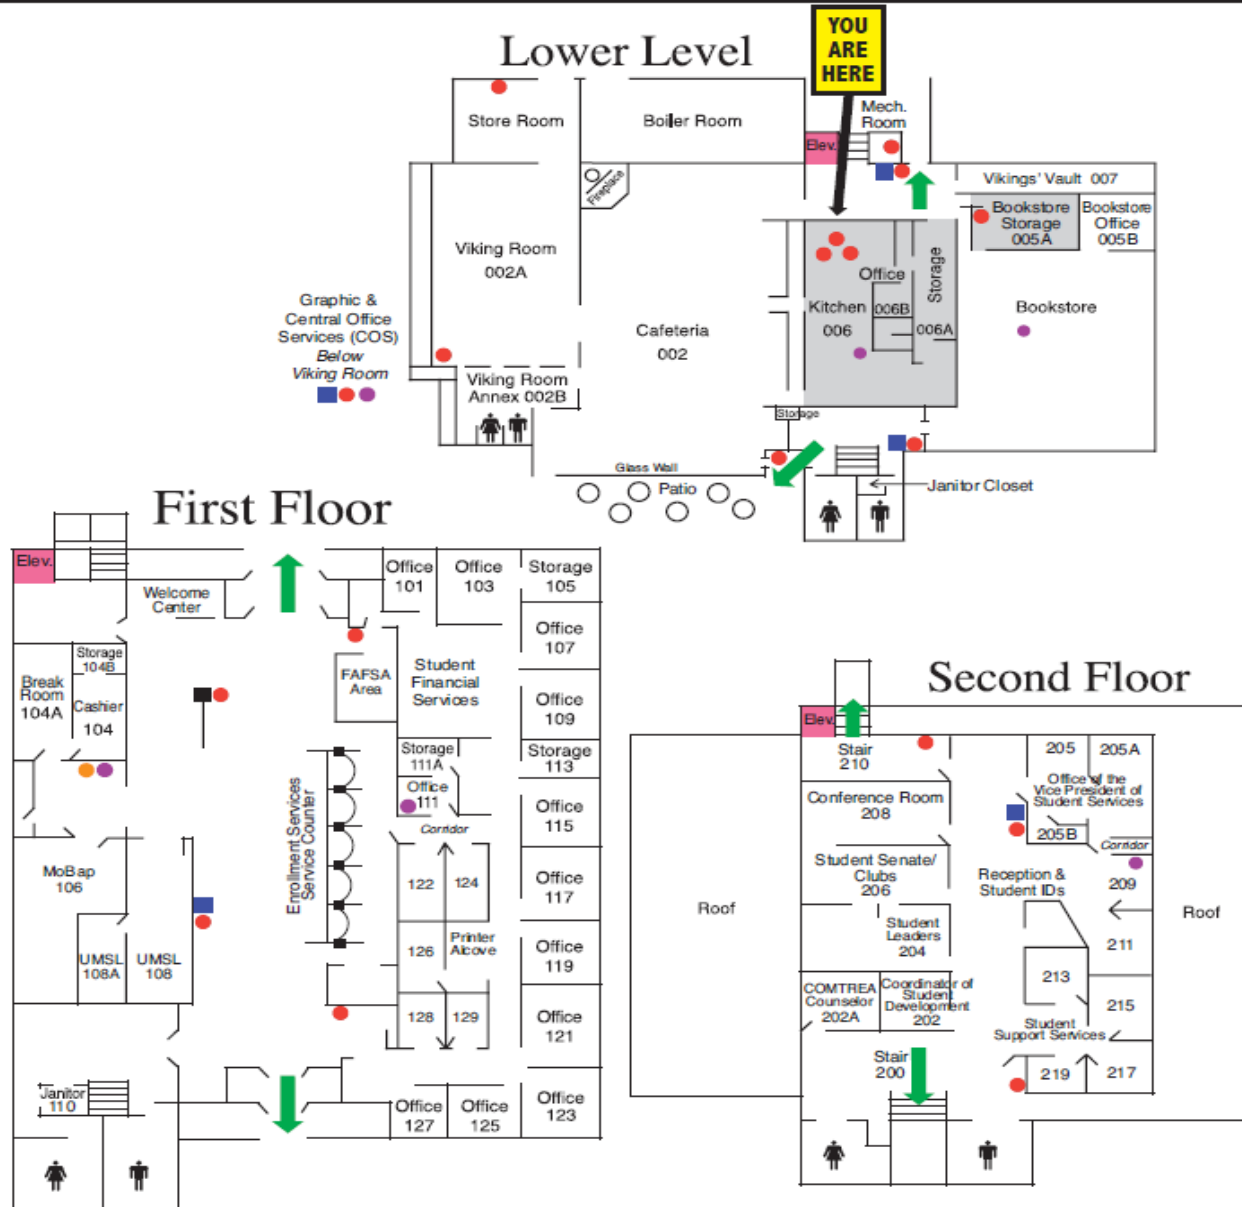 Lower Level
YOU
ARE
HERE
Store Room
Boiler Room
Mech.
Room
Elev.
Fireplace
Vikings' Vault 007
Bookstore
Storage
005A
Bookstore
Office
005B
Viking Room
002A
Office
Storage
Kitchen
006
006B
006A
Bookstore
Cafeteria
002
Graphic &
Central Office
Services (COS)
Below
Viking Room
Viking Room
Annex 002B
Storage
Glass Wall
Patio
Janitor Closet
First Floor
Elev.
Welcome
Center
Office
101
Office
103
Storage
105
Office
107
Storage
104B
Break
Room
104A
Cashier
104
FAFSA
Area
Student
Financial
Services
Office
109
Storage
111A
Storage
113
Office
111
Corridor
Office
115
Enrollment Services
Service Counter
MoBap
106
122
124
Office
117
126
Printer
Alcove
Office
119
UMSL
108A
UMSL
108
128
129
Office
121
Janitor
110
Office
127
Office
125
Office
123
Second Floor
Elev.
Stair
210
205
205A
Office of the
Vice President of
Student Services
Conference Room
208
205B
Corridor
Student Senate/
Clubs
206
Reception &
Student IDs
209
Roof
Roof
Student
Leaders
204
211
213
COMTREA
Counselor
202A
Coordinator of
Student
Development
202
215
Student
Support Services
Stair
200
219
217